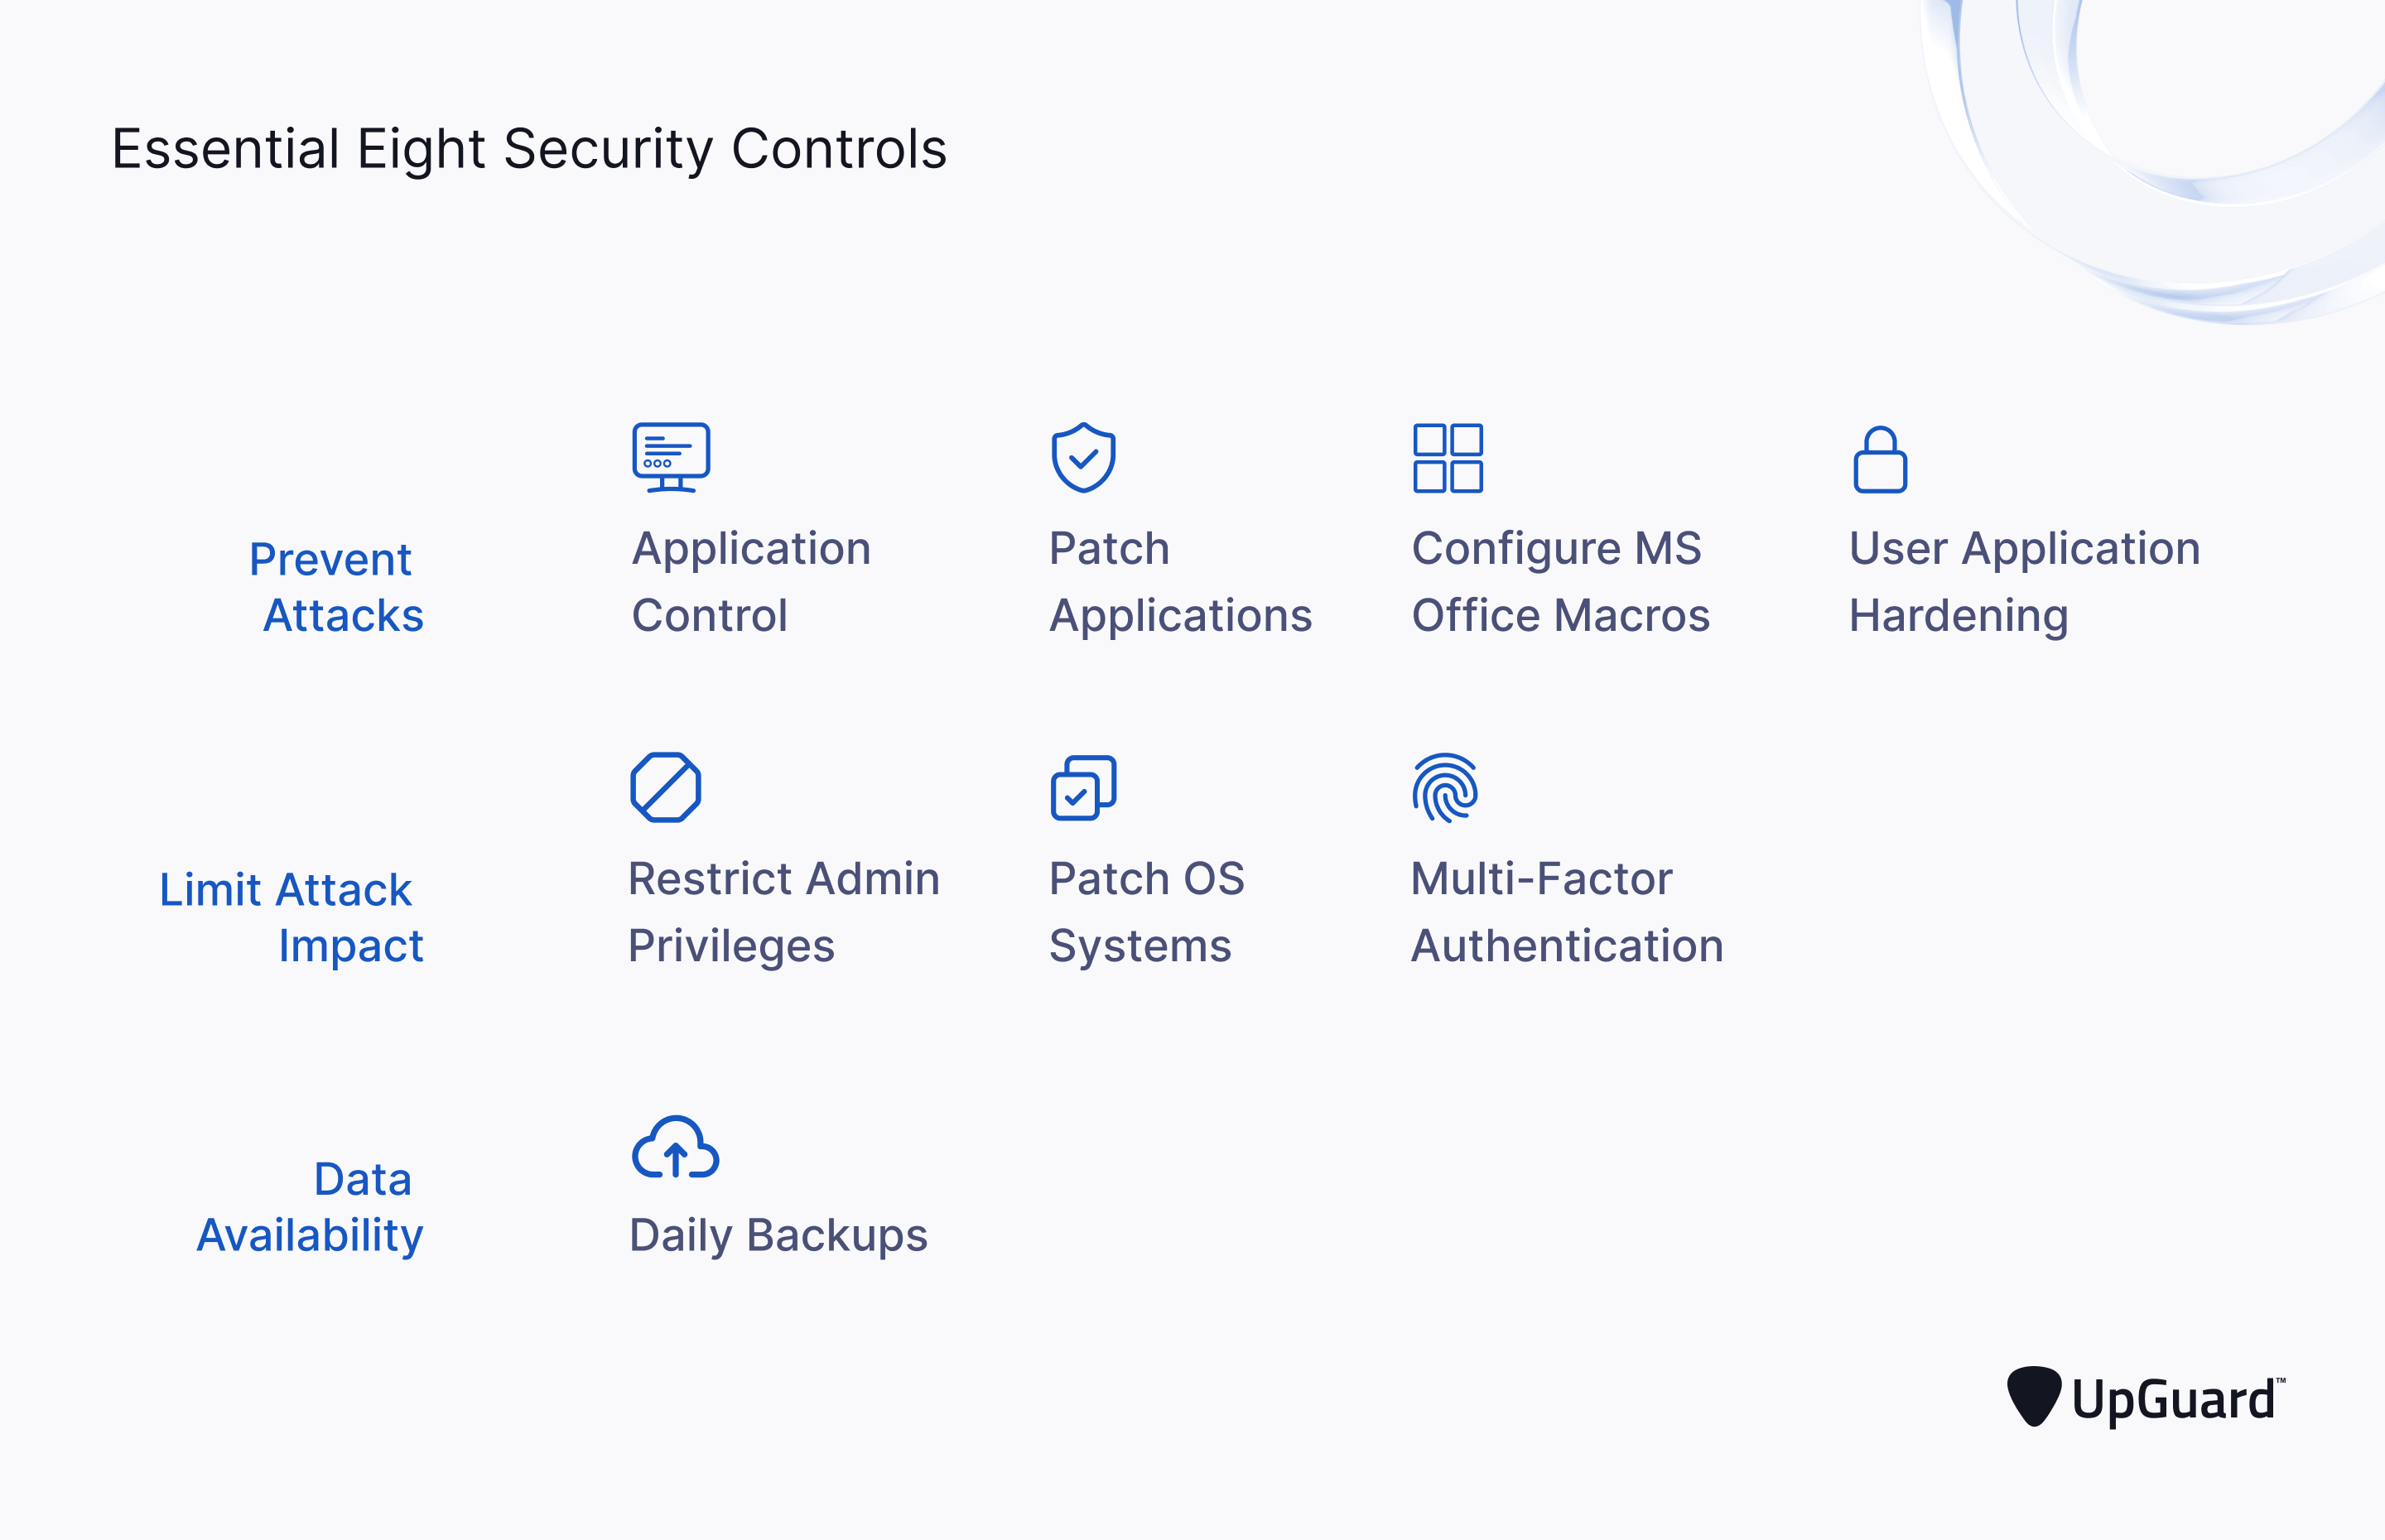 Essential Eight Security Controls
Prevent
Attacks
Application
Control
Patch
Applications
Configure MS
Office Macros
User Application
Hardening
Limit Attack
Impact
Restrict Admin
Privileges
Patch OS
Systems
Multi-Factor
Authentication
Data
Availability
Daily Backups
UpGuard™